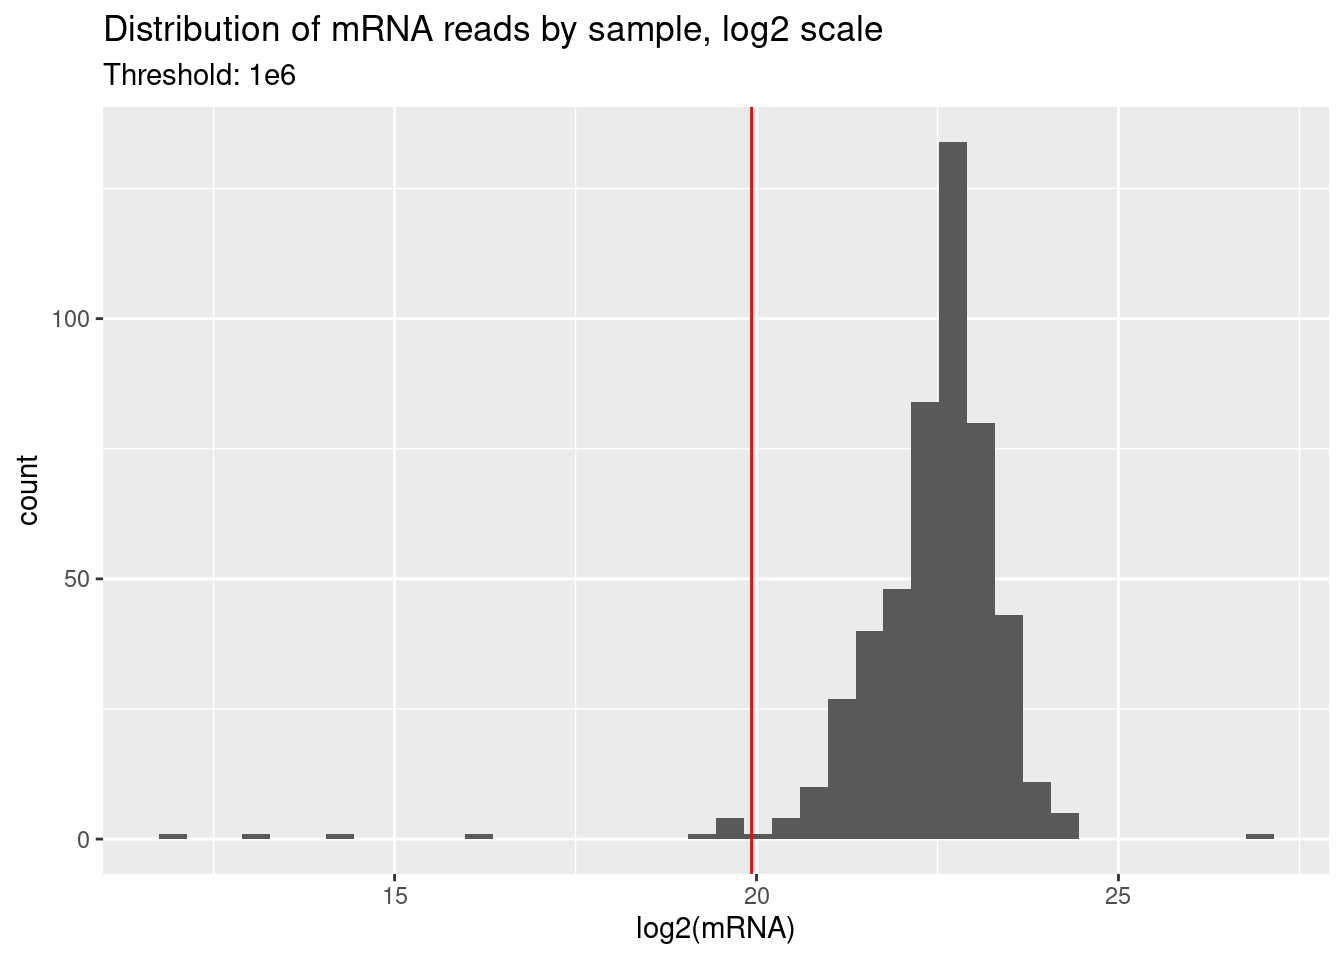 Distribution of mRNA reads by sample, log2 scale
Threshold: 1e6
count
100
50
0
15
20
25
log2(mRNA)